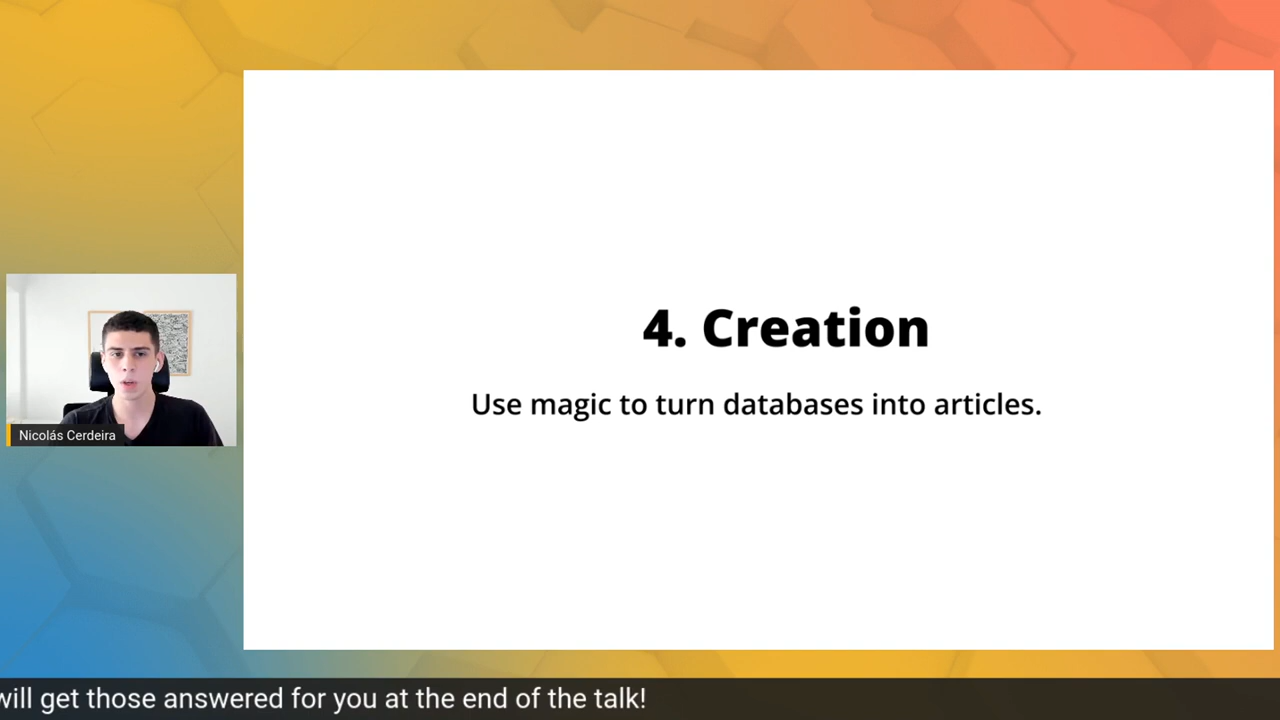 4. Creation
Use magic to turn databases into articles.
Nicolás Cerdeira
will get those answered for you at the end of the talk!